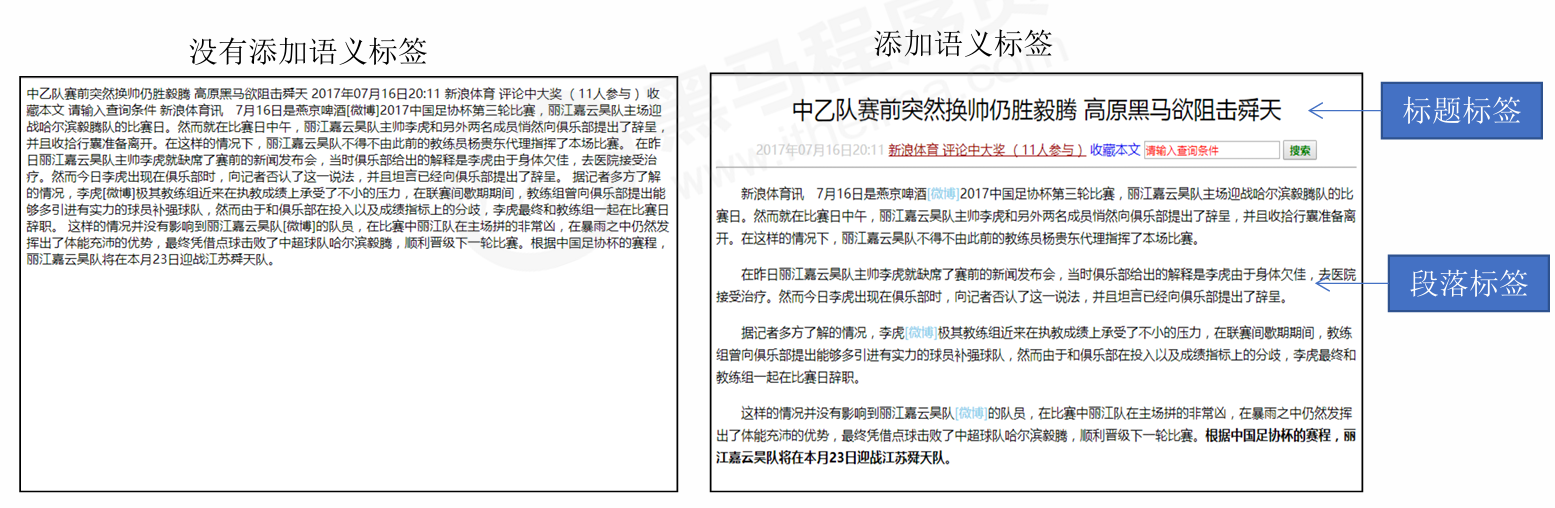 没有添加语义标签
中乙队赛前突然换帅仍胜毅腾 高原黑马欲阻击舜天 2017年07月16日20:11 新浪体育 评论中大奖（11人参与）收
藏本文 请输入查询条件 新浪体育讯　7月16日是燕京啤酒[微博]2017中国足协杯第三轮比赛，丽江嘉云昊队主场迎
战哈尔滨毅腾队的比赛日。然而就在比赛日中午，丽江嘉云昊队主帅李虎和另外两名成员悄然向俱乐部提出了辞呈，
并且收拾行囊准备离开。在这样的情况下，丽江嘉云昊队不得不由此前的教练员杨贵东代理指挥了本场比赛。 在昨
日丽江嘉云昊队主帅李虎就缺席了赛前的新闻发布会，当时俱乐部给出的解释是李虎由于身体欠佳，去医院接受治
疗。然而今日李虎出现在俱乐部时，向记者否认了这一说法，并且坦言已经向俱乐部提出了辞呈。 据记者多方了解
的情况，李虎[微博]极其教练组近来在执教成绩上承受了不小的压力，在联赛间歇期期间，教练组曾向俱乐部提出能
够多引进有实力的球员补强球队，然而由于和俱乐部在投入以及成绩指标上的分歧，李虎最终和教练组一起在比赛日
辞职。 这样的情况并没有影响到丽江嘉云昊队[微博]的队员，在比赛中丽江队在主场拼的非常凶，在暴雨之中仍然发
挥出了体能充沛的优势，最终凭借点球击败了中超球队哈尔滨毅腾，顺利晋级下一轮比赛。根据中国足协杯的赛程，
丽江嘉云昊队将在本月23日迎战江苏舜天队。
添加语义标签
中乙队赛前突然换帅仍胜毅腾 高原黑马欲阻击舜天
2017年07月16日20:11 新浪体育 评论中大奖（11人参与） 收藏本文 请输入查询条件 搜索
新浪体育讯　7月16日是燕京啤酒[微博]2017中国足协杯第三轮比赛，丽江嘉云昊队主场迎战哈尔滨毅腾队的比
赛日。然而就在比赛日中午，丽江嘉云昊队主帅李虎和另外两名成员悄然向俱乐部提出了辞呈，并且收拾行囊准备离
开。在这样的情况下，丽江嘉云昊队不得不由此前的教练员杨贵东代理指挥了本场比赛。
在昨日丽江嘉云昊队主帅李虎就缺席了赛前的新闻发布会，当时俱乐部给出的解释是李虎由于身体欠佳，去医院
接受治疗。然而今日李虎出现在俱乐部时，向记者否认了这一说法，并且坦言已经向俱乐部提出了辞呈。
据记者多方了解的情况，李虎[微博]极其教练组近来在执教成绩上承受了不小的压力，在联赛间歇期期间，教练
组曾向俱乐部提出能够多引进有实力的球员补强球队，然而由于和俱乐部在投入以及成绩指标上的分歧，李虎最终和
教练组一起在比赛日辞职。
这样的情况并没有影响到丽江嘉云昊队[微博]的队员，在比赛中丽江队在主场拼的非常凶，在暴雨之中仍然发挥
出了体能充沛的优势，最终凭借点球击败了中超球队哈尔滨毅腾，顺利晋级下一轮比赛。根据中国足协杯的赛程，丽
江嘉云昊队将在本月23日迎战江苏舜天队。
标题标签
段落标签
黑马程序员
www.itheima.com